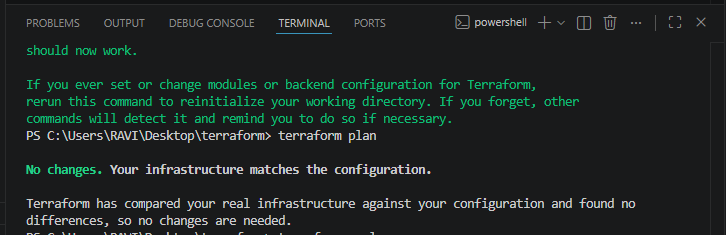 PROBLEMS OUTPUT DEBUG CONSOLE TERMINAL PORTS powershell
should now work.
If you ever set or change modules or backend configuration for Terraform,
rerun this command to reinitialize your working directory. If you forget, other
commands will detect it and remind you to do so if necessary.
PS C:\Users\RAVI\Desktop\terraform> terraform plan
No changes. Your infrastructure matches the configuration.
Terraform has compared your real infrastructure against your configuration and found no
differences, so no changes are needed.